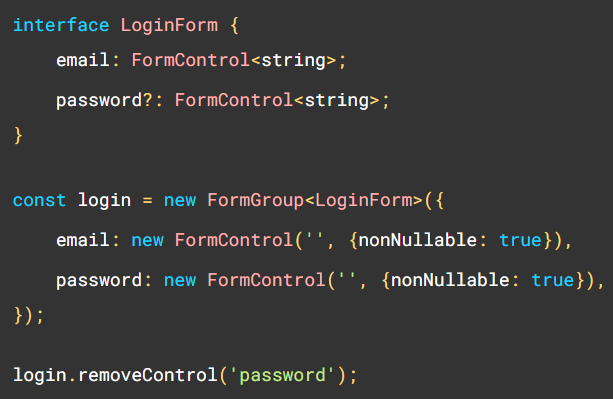 interface LoginForm {
    email: FormControl<string>;
    password?: FormControl<string>;
}
const login = new FormGroup<LoginForm>({
    email: new FormControl('', {nonNullable: true}),
    password: new FormControl('', {nonNullable: true}),
});
login.removeControl('password');